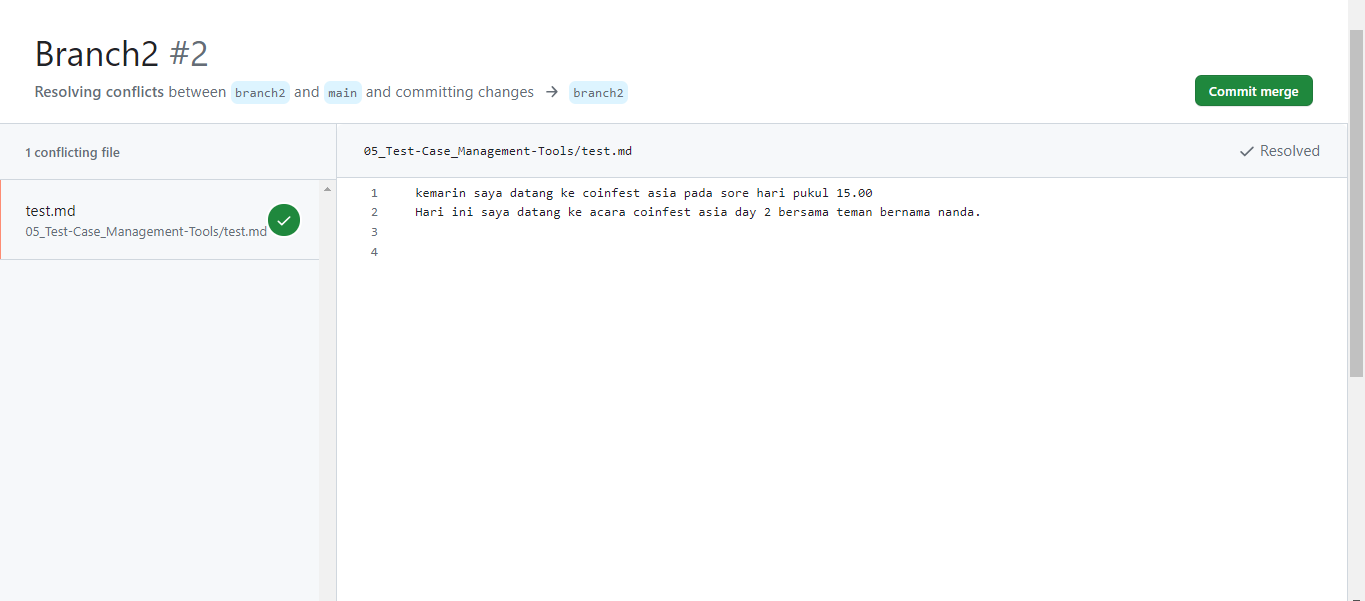 Branch2 #2
Resolving conflicts between branch2 and main and committing changes → branch2
Commit merge
1 conflicting file
05_Test-Case_Management-Tools/test.md
Resolved
test.md
05_Test-Case_Management-Tools/test.md
1 kemarin saya datang ke coinfest asia pada sore hari pukul 15.00
2 Hari ini saya datang ke acara coinfest asia day 2 bersama teman bernama nanda.
3
4